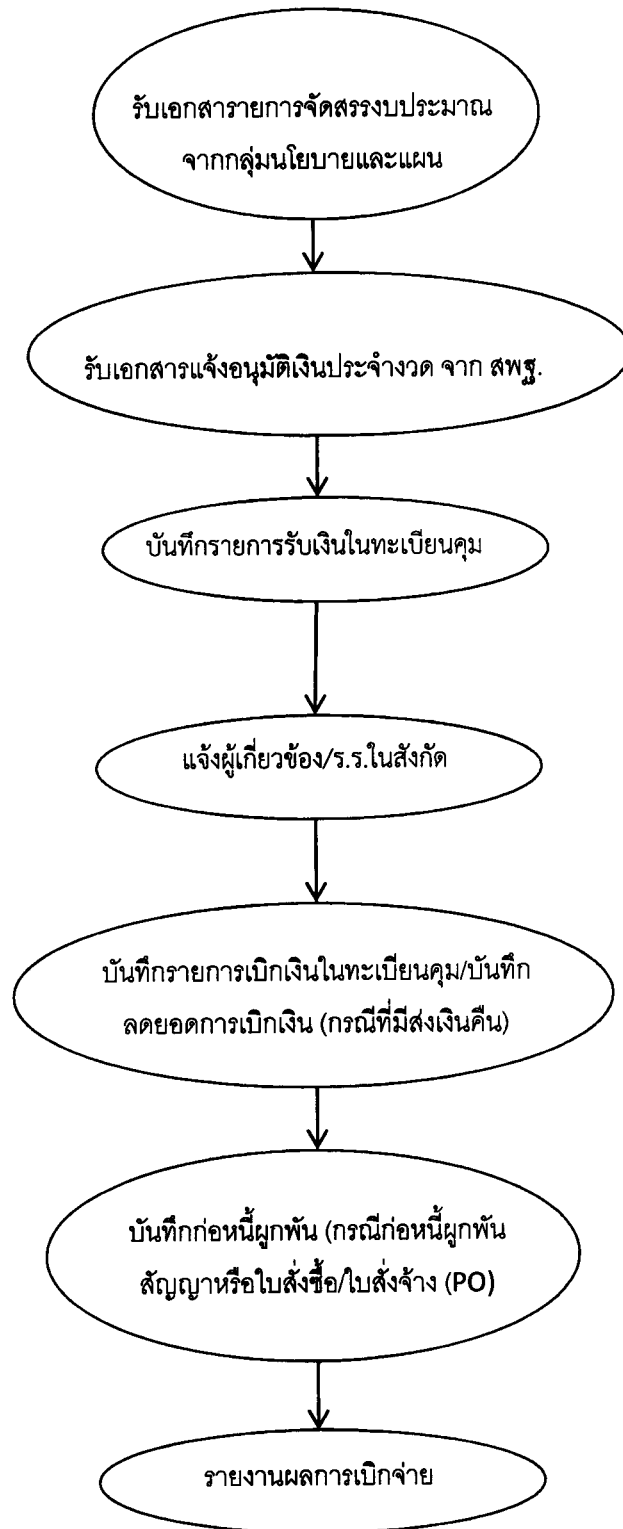 รับเอกสารายการจัดสรรงบประมาณ
จากกลุ่มนโยบายและแผน
รับเอกสารแจ้งอนุมัติเงินประจำงวด จาก สพฐ.
บันทึกรายการรับเงินในทะเบียนคุม
แจ้งผู้เกี่ยวข้อง/ร.ร.ในสังกัด
บันทึกรายการเบิกเงินในทะเบียนคุม/บันทึก
ลดยอดการเบิกเงิน (กรณีที่มีส่งเงินคืน)
บันทึกก่อหนี้ผูกพัน (กรณีก่อหนี้ผูกพัน
สัญญาหรือใบสั่งซื้อ/ใบสั่งจ้าง (PO)
รายงานผลการเบิกจ่าย